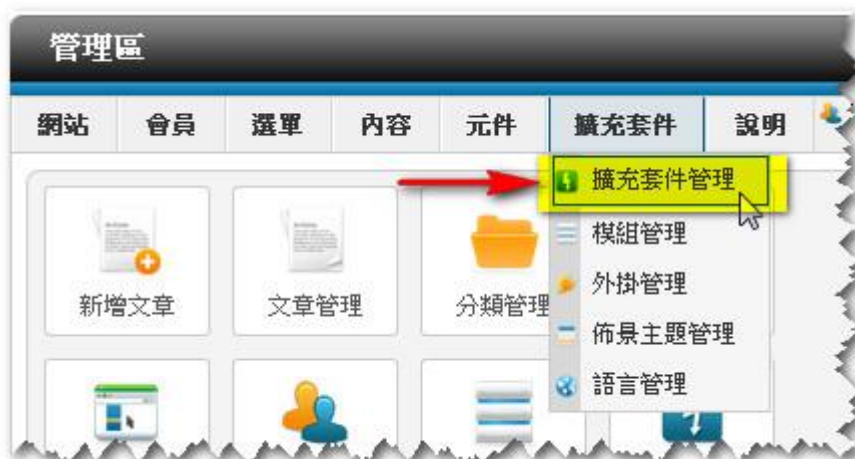 管理區
網站 會員 選單 內容 元件 擴充套件 說明
擴充套件管理
模組管理
外掛管理
佈景主題管理
語言管理
新增文章 文章管理 分類管理